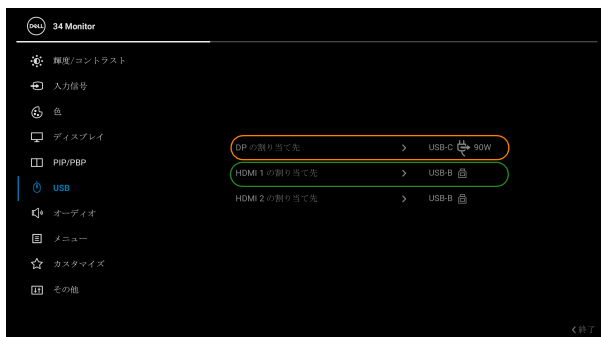 DELL 34 Monitor
輝度/コントラスト
入力信号
色
ディスプレイ
PIP/PBP
USB
オーディオ
メニュー
カスタマイズ
その他
DP の割り当て先 > USB-C 90W
HDMI 1 の割り当て先 > USB-B
HDMI 2 の割り当て先 > USB-B
終了